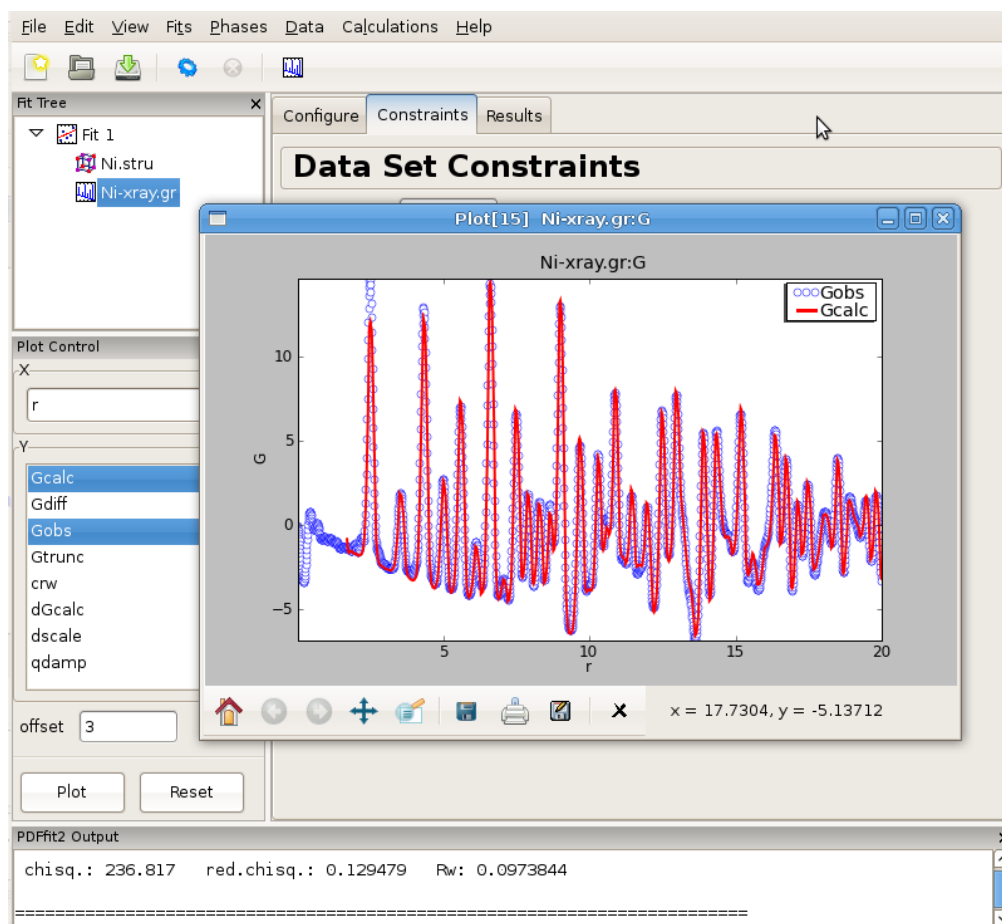 File Edit View Fits Phases Data Calculations Help
Fit Tree
Fit 1
Ni.stru
Ni-xray.gr
Configure Constraints Results
Data Set Constraints
Plot[15] Ni-xray.gr:G
Ni-xray.gr:G
Gobs
Gcalc
10
5
0
−5
G
5 10 15 20
r
x = 17.7304, y = -5.13712
Plot Control
X
r
Y
Gcalc
Gdiff
Gobs
Gtrunc
crw
dGcalc
dscale
qdamp
offset 3
Plot Reset
PDFfit2 Output
chisq.: 236.817 red.chisq.: 0.129479 Rw: 0.0973844
==========================================================================